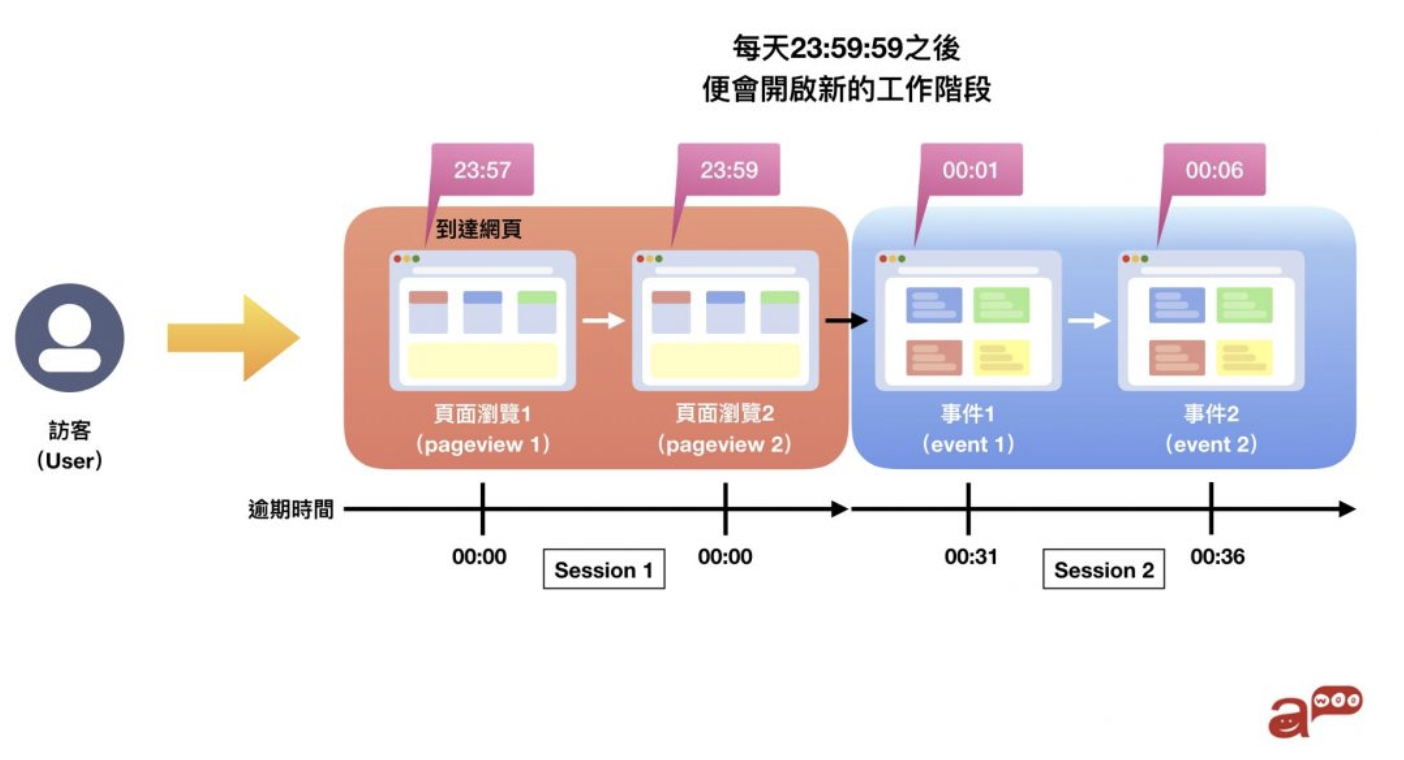 每天23:59:59之後
便會開啟新的工作階段
23:57
23:59
00:01
00:06
到達網頁
頁面瀏覽1
(pageview 1)
頁面瀏覽2
(pageview 2)
事件1
(event 1)
事件2
(event 2)
訪客
(User)
逾期時間
00:00
Session 1
00:00
00:31
Session 2
00:36
awoo